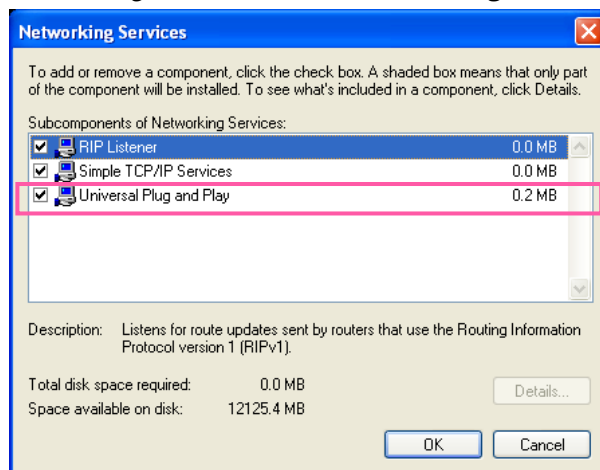 Networking Services
To add or remove a component, click the check box. A shaded box means that only part
of the component will be installed. To see what's included in a component, click Details.
Subcomponents of Networking Services:
RIP Listener 0.0 MB
Simple TCP/IP Services 0.0 MB
Universal Plug and Play 0.2 MB
Description: Listens for route updates sent by routers that use the Routing Information
Protocol version 1 (RIPv1).
Total disk space required: 0.0 MB
Details...
Space available on disk: 12125.4 MB
OK Cancel